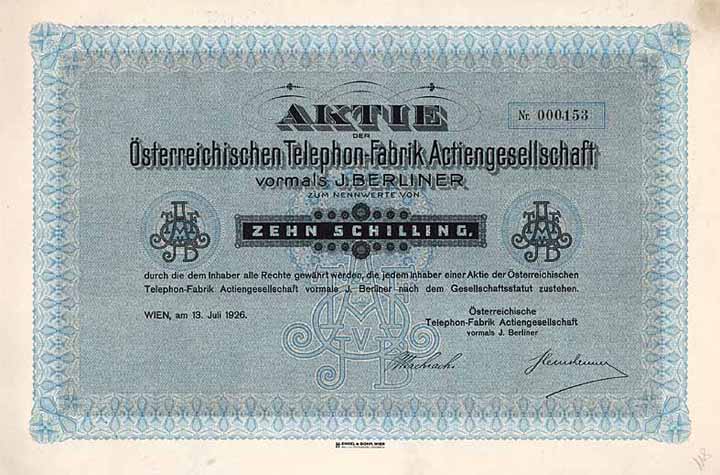 AKTIE
Nr. 000,153
DER
Österreichischen Telephon-Fabrik Actiengesellschaft
vormals J. BERLINER
ZUM NENNWERTE VON
ZEHN SCHILLING.
durch die dem Inhaber alle Rechte gewährt werden, die jedem Inhaber einer Aktie der Österreichischen
Telephon-Fabrik Actiengesellschaft vormals J. Berliner nach dem Gesellschaftsstatut zustehen.
WIEN, am 13. Juli 1926.
Österreichische
Telephon-Fabrik Actiengesellschaft
vormals J. Berliner